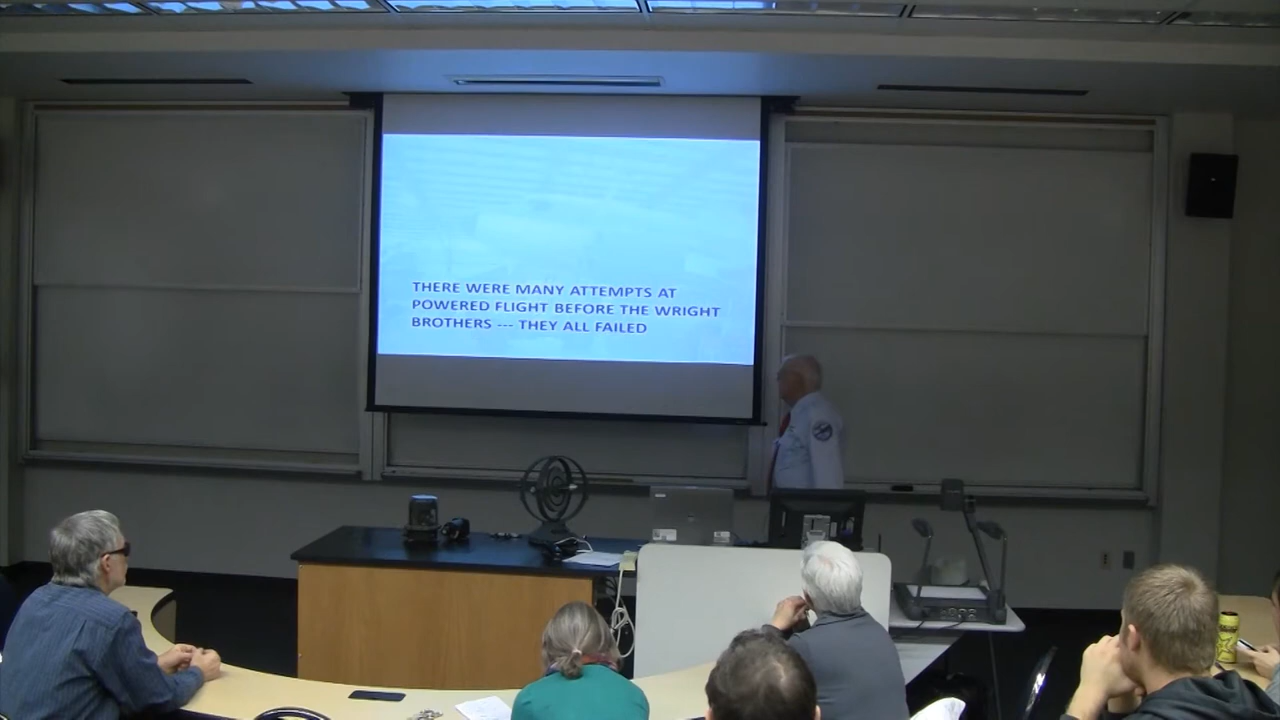 THERE WERE MANY ATTEMPTS AT
POWERED FLIGHT BEFORE THE WRIGHT
BROTHERS --- THEY ALL FAILED